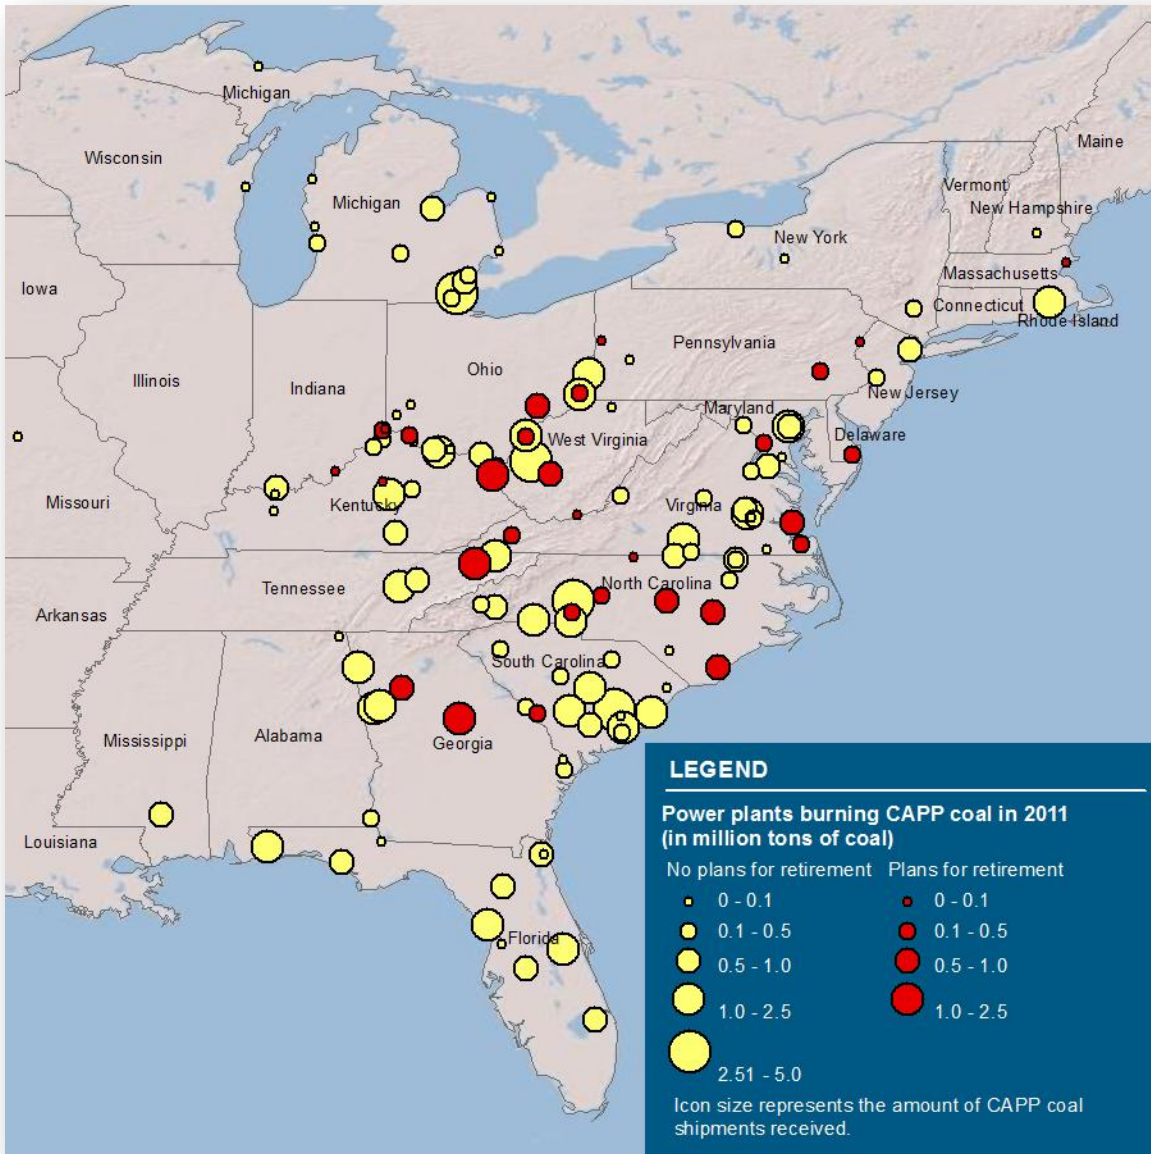 Michigan
Maine
Wisconsin
Vermont
Michigan
New Hampshire
New York
Massachusetts
Iowa
Connecticut
Rhode Island
Pennsylvania
Ohio
Illinois
Indiana
New Jersey
Maryland
Delaware
West Virginia
Missouri
Kentucky
Virginia
Tennessee
North Carolina
Arkansas
South Carolina
Mississippi
Alabama
Georgia
Louisiana
Florida
LEGEND
Power plants burning CAPP coal in 2011
(in million tons of coal)
No plans for retirement Plans for retirement
0 - 0.1 0 - 0.1
0.1 - 0.5 0.1 - 0.5
0.5 - 1.0 0.5 - 1.0
1.0 - 2.5 1.0 - 2.5
2.51 - 5.0
Icon size represents the amount of CAPP coal
shipments received.